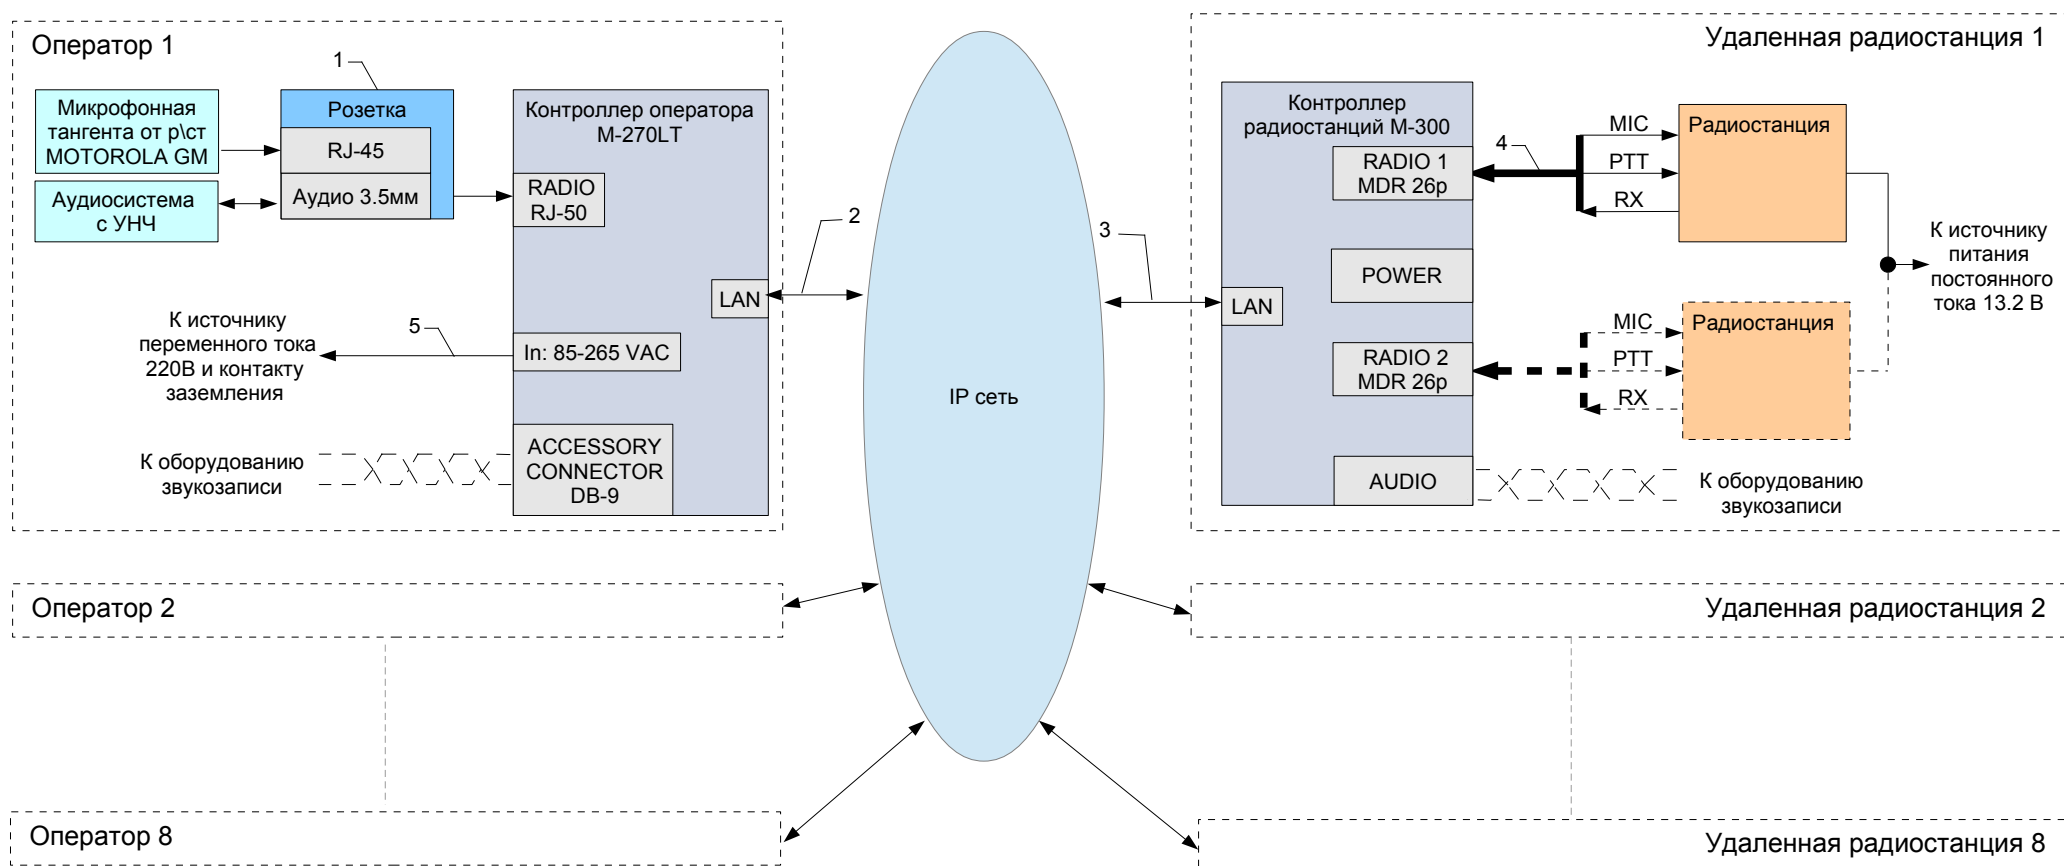 Оператор 1
1
Микрофонная
тангента от р\ст
MOTOROLA GM
Аудиосистема
с УНЧ
Розетка
RJ-45
Аудио 3.5мм
Контроллер оператора
М-270LT
RADIO
RJ-50
LAN
2
К источнику
переменного тока
220В и контакту
заземления
5
In: 85-265 VAC
К оборудованию
звукозаписи
ACCESSORY
CONNECTOR
DB-9
IP сеть
Удаленная радиостанция 1
3
Контроллер
радиостанций М-300
RADIO 1
MDR 26p
POWER
LAN
RADIO 2
MDR 26p
AUDIO
4
MIC
PTT
RX
Радиостанция
К источнику
питания
постоянного
тока 13.2 В
MIC
PTT
RX
Радиостанция
К оборудованию
звукозаписи
Оператор 2
Удаленная радиостанция 2
Оператор 8
Удаленная радиостанция 8